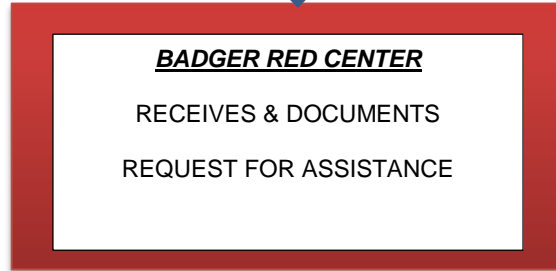 BADGER RED CENTER
RECEIVES & DOCUMENTS
REQUEST FOR ASSISTANCE